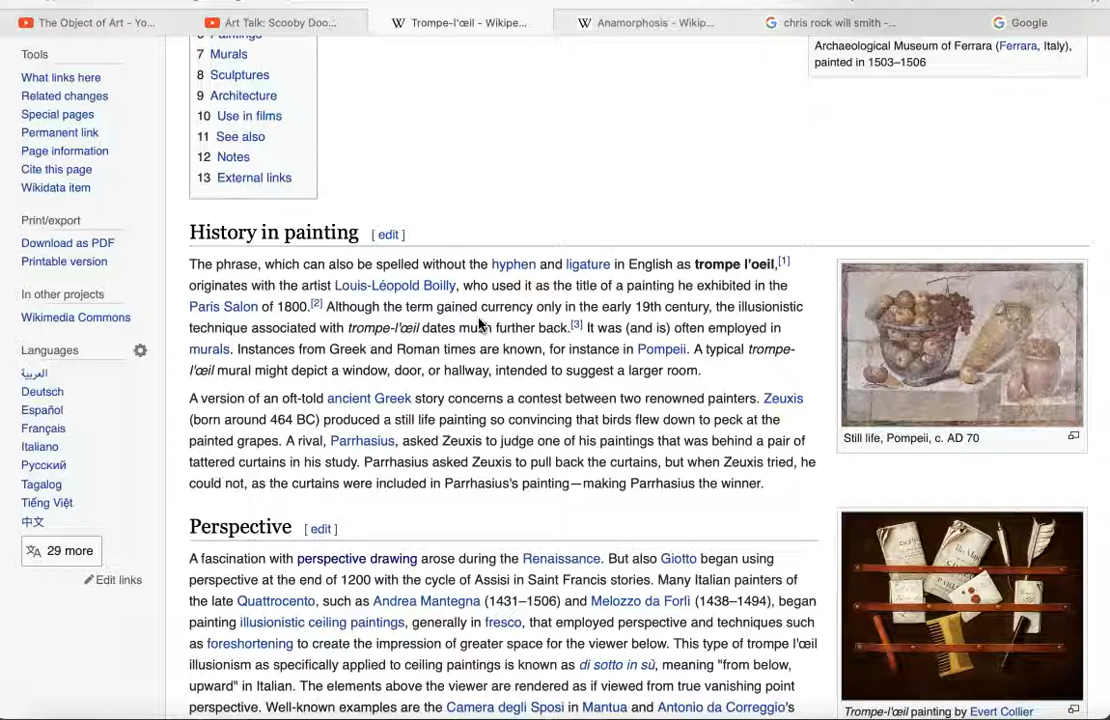 The Object of Art - Yo...
Art Talk: Scooby Doo...
Trompe-l'œil - Wikipe...
Anamorphosis - Wikip...
chris rock will smith -...
Google
Tools
What links here
Related changes
Special pages
Permanent link
Page information
Cite this page
Wikidata item
Print/export
Download as PDF
Printable version
In other projects
Wikimedia Commons
Languages
العربية
Deutsch
Español
Français
Italiano
Русский
Tagalog
Tiếng Việt
中文
29 more
Edit links
6 Paintings
7 Murals
8 Sculptures
9 Architecture
10 Use in films
11 See also
12 Notes
13 External links
Archaeological Museum of Ferrara (Ferrara, Italy),
painted in 1503–1506
History in painting [ edit ]
The phrase, which can also be spelled without the hyphen and ligature in English as trompe l'oeil,[1]
originates with the artist Louis-Léopold Boilly, who used it as the title of a painting he exhibited in the
Paris Salon of 1800.[2] Although the term gained currency only in the early 19th century, the illusionistic
technique associated with trompe-l'œil dates much further back.[3] It was (and is) often employed in
murals. Instances from Greek and Roman times are known, for instance in Pompeii. A typical trompe-
l'œil mural might depict a window, door, or hallway, intended to suggest a larger room.
A version of an oft-told ancient Greek story concerns a contest between two renowned painters. Zeuxis
(born around 464 BC) produced a still life painting so convincing that birds flew down to peck at the
painted grapes. A rival, Parrhasius, asked Zeuxis to judge one of his paintings that was behind a pair of
tattered curtains in his study. Parrhasius asked Zeuxis to pull back the curtains, but when Zeuxis tried, he
could not, as the curtains were included in Parrhasius's painting—making Parrhasius the winner.
Still life, Pompeii, c. AD 70
Perspective [ edit ]
A fascination with perspective drawing arose during the Renaissance. But also Giotto began using
perspective at the end of 1200 with the cycle of Assisi in Saint Francis stories. Many Italian painters of
the late Quattrocento, such as Andrea Mantegna (1431–1506) and Melozzo da Forlì (1438–1494), began
painting illusionistic ceiling paintings, generally in fresco, that employed perspective and techniques such
as foreshortening to create the impression of greater space for the viewer below. This type of trompe l'œil
illusionism as specifically applied to ceiling paintings is known as di sotto in sù, meaning "from below,
upward" in Italian. The elements above the viewer are rendered as if viewed from true vanishing point
perspective. Well-known examples are the Camera degli Sposi in Mantua and Antonio da Correggio's
Trompe-l'œil painting by Evert Collier